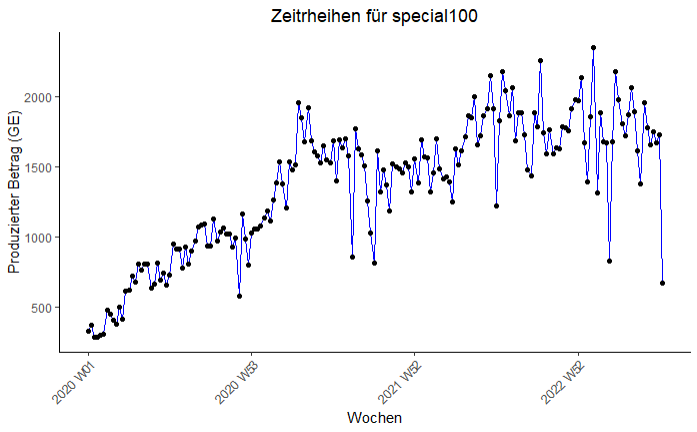 Zeitrheihen für special100
Produzierter Betrag (GE)
2000
1500
1000
500
2020 W01
2020 W53
2021 W52
2022 W52
Wochen